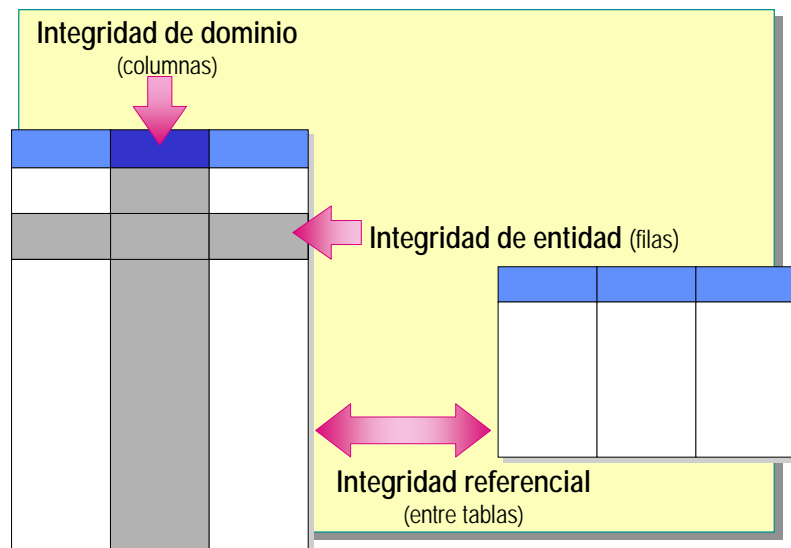 Integridad de dominio
(columnas)
Integridad de entidad (filas)
Integridad referencial
(entre tablas)